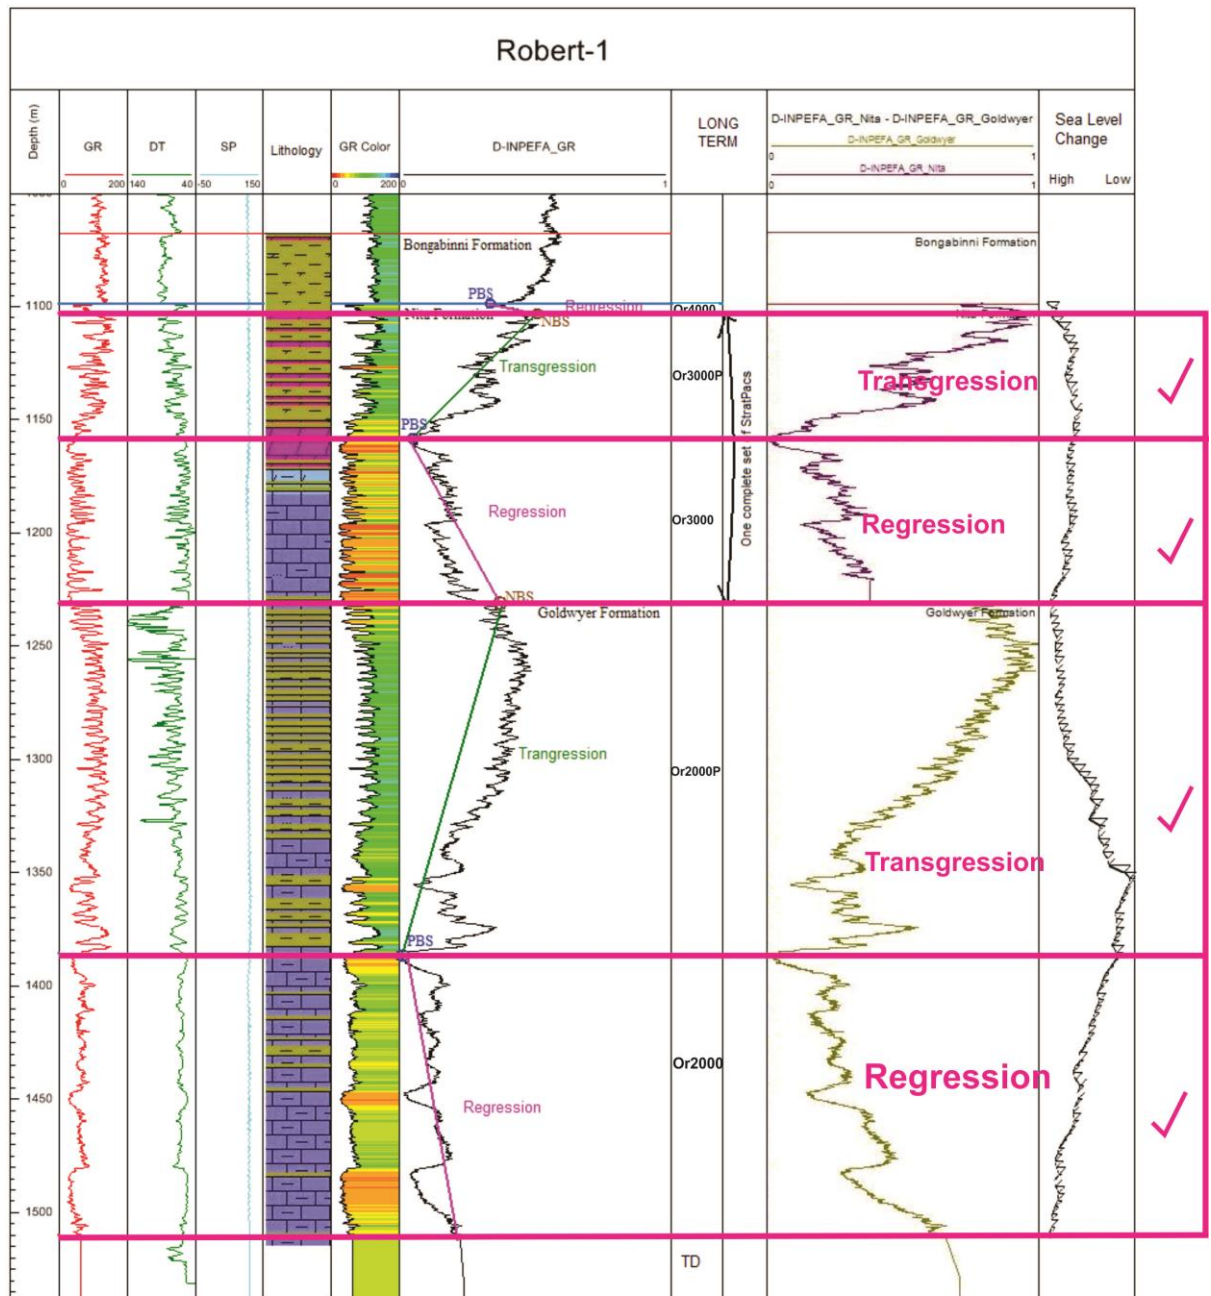 Robert-1
Depth (m)
GR
0 200
DT
140 40
SP
-50 150
Lithology
GR Color
0 200
D-INPEFA_GR
0 1
LONG
TERM
D-INPEFA_GR_Nita - D-INPEFA_GR_Goldwyer
D-INPEFA_GR_Goldwyer
0 1
D-INPEFA_GR_Nita
0 1
Sea Level
Change
High Low
Bongabinni Formation
Bongabinni Formation
PBS
Regression
1100
Or4000
Nita Formation
NBS
Transgression
Or3000P
Transgression
1150
PBS
One complete set of StratPacs
Regression
Or3000
Regression
1200
NBS
Goldwyer Formation
Goldwyer Formation
1250
Trangression
1300
Or2000P
1350
Transgression
PBS
1400
Or2000
Regression
1450
Regression
1500
TD